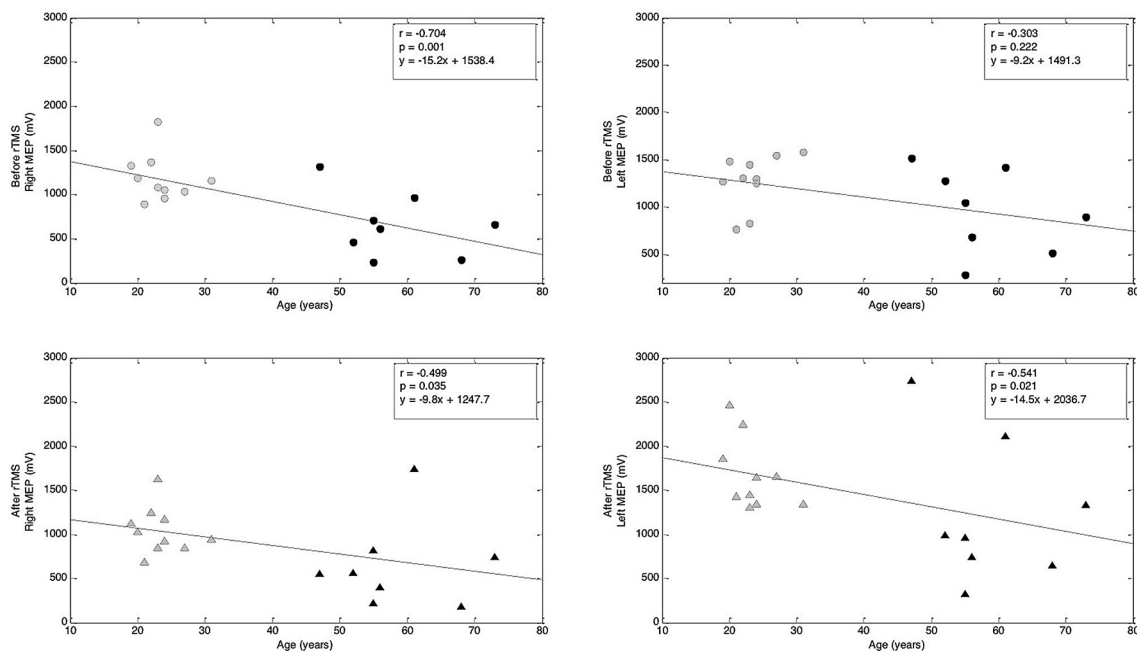 3000
2500
2000
1500
1000
500
0
Before rTMS
Right MEP (mV)
r = -0.704
p = 0.001
y = -15.2x + 1538.4
10 20 30 40 50 60 70 80
Age (years)
3000
2500
2000
1500
1000
500
Before rTMS
Left MEP (mV)
r = -0.303
p = 0.222
y = -9.2x + 1491.3
10 20 30 40 50 60 70 80
Age (years)
3000
2500
2000
1500
1000
500
0
After rTMS
Right MEP (mV)
r = -0.499
p = 0.035
y = -9.8x + 1247.7
10 20 30 40 50 60 70 80
Age (years)
3000
2500
2000
1500
1000
500
0
After rTMS
Left MEP (mV)
r = -0.541
p = 0.021
y = -14.5x + 2036.7
10 20 30 40 50 60 70 80
Age (years)